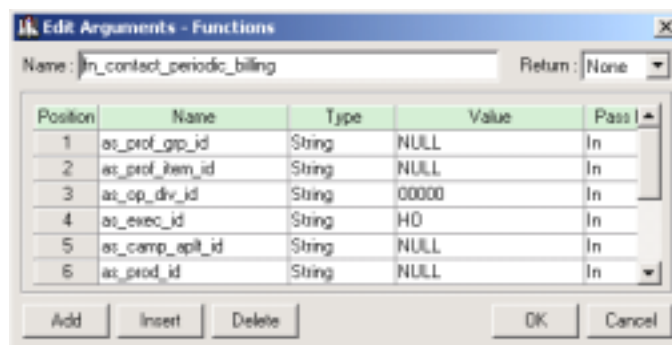 Edit Arguments - Functions
Name : fn_contact_periodic_billing Return : None
Position Name Type Value Pass
1 as_prof_grp_id String NULL In
2 as_prof_item_id String NULL In
3 as_op_div_id String 00000 In
4 as_exec_id String HO In
5 as_camp_aplt_id String NULL In
6 as_prod_id String NULL In
Add Insert Delete OK Cancel